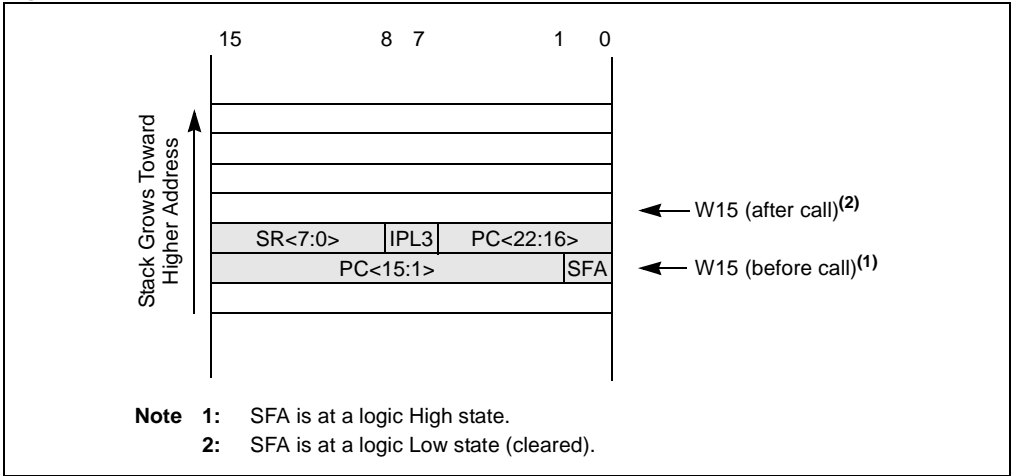 15 8 7 1 0
Stack Grows Toward
Higher Address
W15 (after call)(2)
SR<7:0> IPL3 PC<22:16>
PC<15:1> SFA W15 (before call)(1)
Note 1: SFA is at a logic High state.
2: SFA is at a logic Low state (cleared).